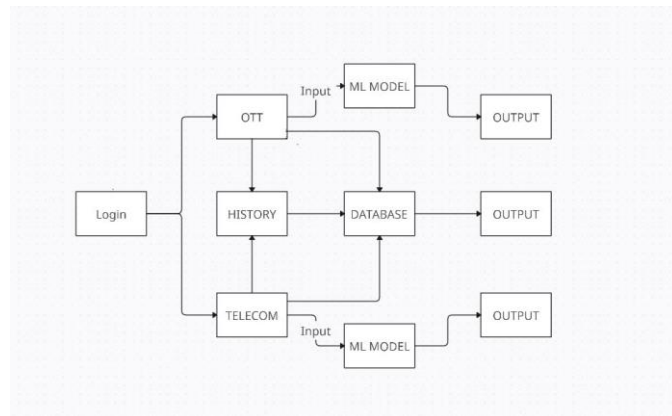 Input
ML MODEL
OTT
OUTPUT
Login
HISTORY
DATABASE
OUTPUT
TELECOM
OUTPUT
Input
ML MODEL